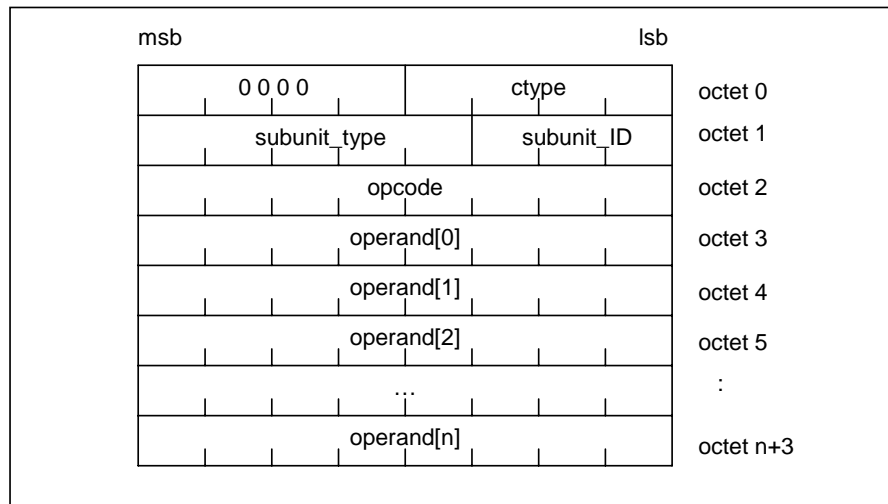 msb lsb
0 0 0 0 ctype octet 0
subunit_type subunit_ID octet 1
opcode octet 2
operand[0] octet 3
operand[1] octet 4
operand[2] octet 5
... :
operand[n] octet n+3